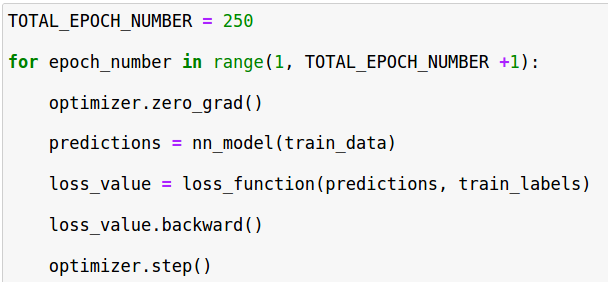 TOTAL_EPOCH_NUMBER = 250
for epoch_number in range(1, TOTAL_EPOCH_NUMBER +1):
    optimizer.zero_grad()
    predictions = nn_model(train_data)
    loss_value = loss_function(predictions, train_labels)
    loss_value.backward()
    optimizer.step()